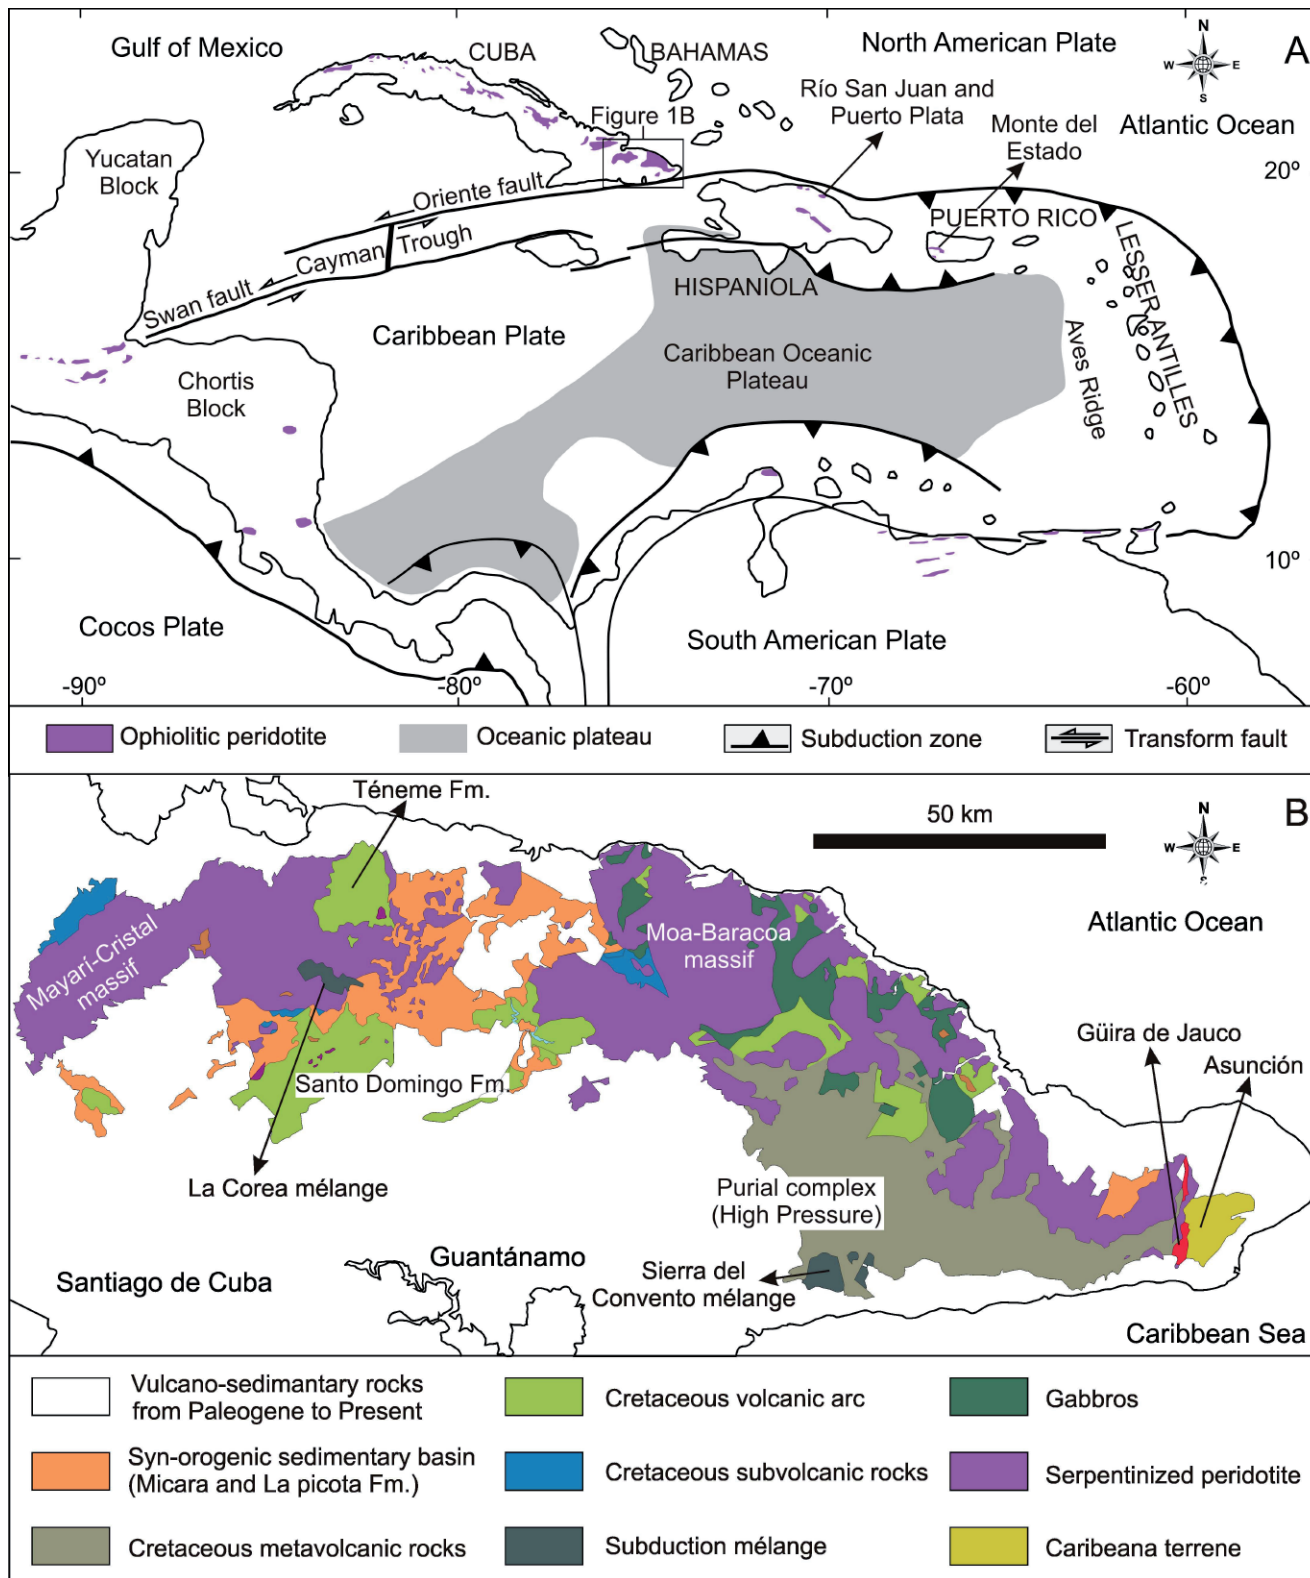 A
Gulf of Mexico
CUBA
BAHAMAS
North American Plate
N
W
E
S
Río San Juan and
Puerto Plata
Figure 1B
Monte del
Estado
Atlantic Ocean
Yucatan
Block
20º
Oriente fault
PUERTO RICO
Cayman Trough
Swan fault
HISPANIOLA
LESSER ANTILLES
Caribbean Plate
Caribbean Oceanic
Plateau
Aves Ridge
Chortis
Block
10º
Cocos Plate
South American Plate
-90º
-80º
-70º
-60º
Ophiolitic peridotite
Oceanic plateau
Subduction zone
Transform fault
B
Téneme Fm.
50 km
N
W
E
S
Atlantic Ocean
Mayarí-Cristal
massif
Moa-Baracoa
massif
Güira de Jauco
Asunción
Santo Domingo Fm.
La Corea mélange
Purial complex
(High Pressure)
Guantánamo
Santiago de Cuba
Sierra del
Convento mélange
Caribbean Sea
Vulcano-sedimantary rocks
from Paleogene to Present
Cretaceous volcanic arc
Gabbros
Syn-orogenic sedimentary basin
(Micara and La picota Fm.)
Cretaceous subvolcanic rocks
Serpentinized peridotite
Cretaceous metavolcanic rocks
Subduction mélange
Caribeana terrene